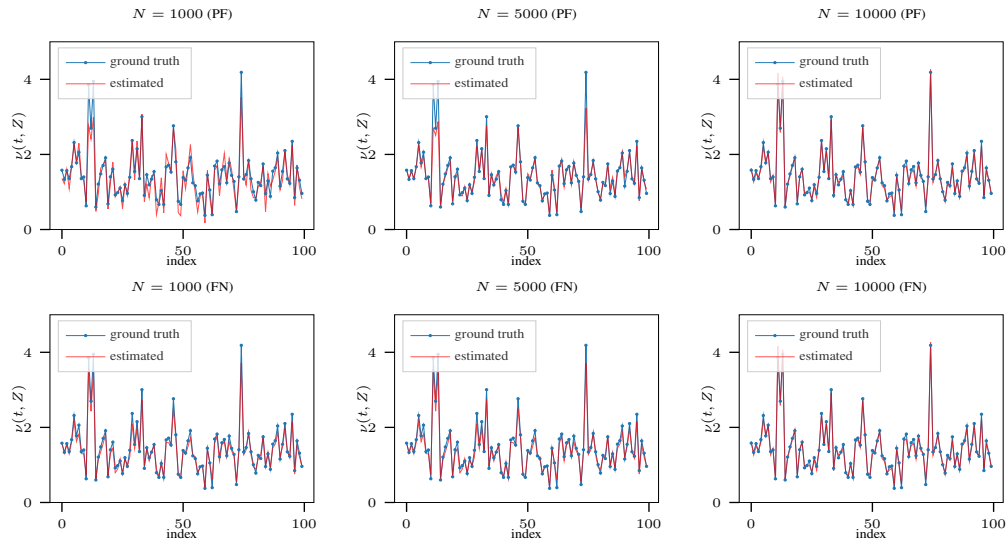 N = 1000 (PF)
N = 5000 (PF)
N = 10000 (PF)
ground truth
estimated
ν(t, Z)
4
2
0
0
50
100
index
ground truth
estimated
ν(t, Z)
4
2
0
0
50
100
index
ground truth
estimated
ν(t, Z)
4
2
0
0
50
100
index
N = 1000 (FN)
N = 5000 (FN)
N = 10000 (FN)
ground truth
estimated
ν(t, Z)
4
2
0
0
50
100
index
ground truth
estimated
ν(t, Z)
4
2
0
0
50
100
index
ground truth
estimated
ν(t, Z)
4
2
0
0
50
100
index